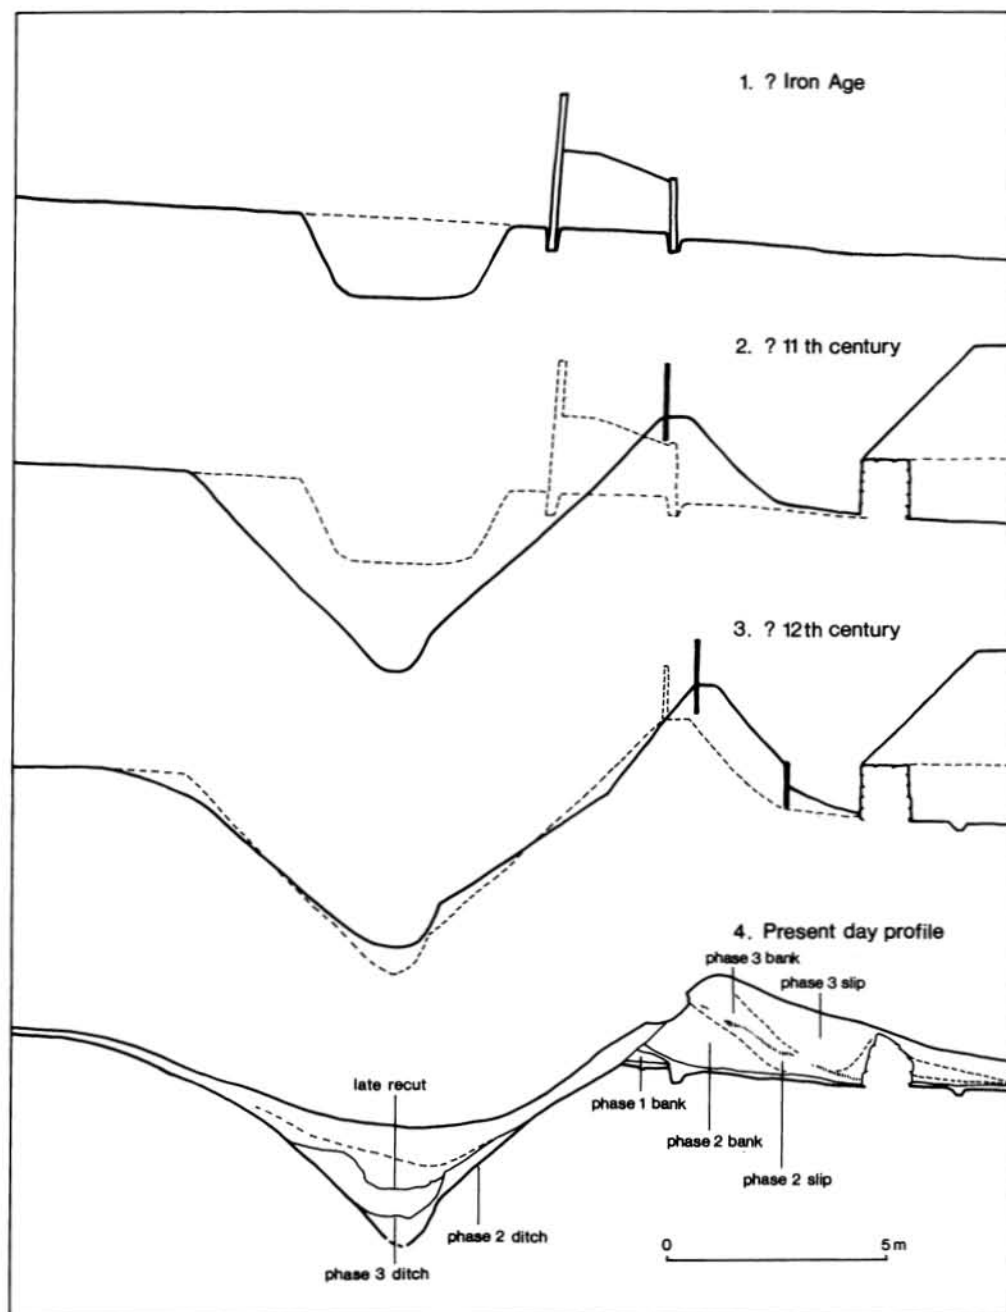 1. ? Iron Age
2. ? 11 th century
3. ? 12th century
4. Present day profile
phase 3 bank
phase 3 slip
late recut
phase 1 bank
phase 2 bank
phase 2 slip
phase 2 ditch
phase 3 ditch
0 5 m